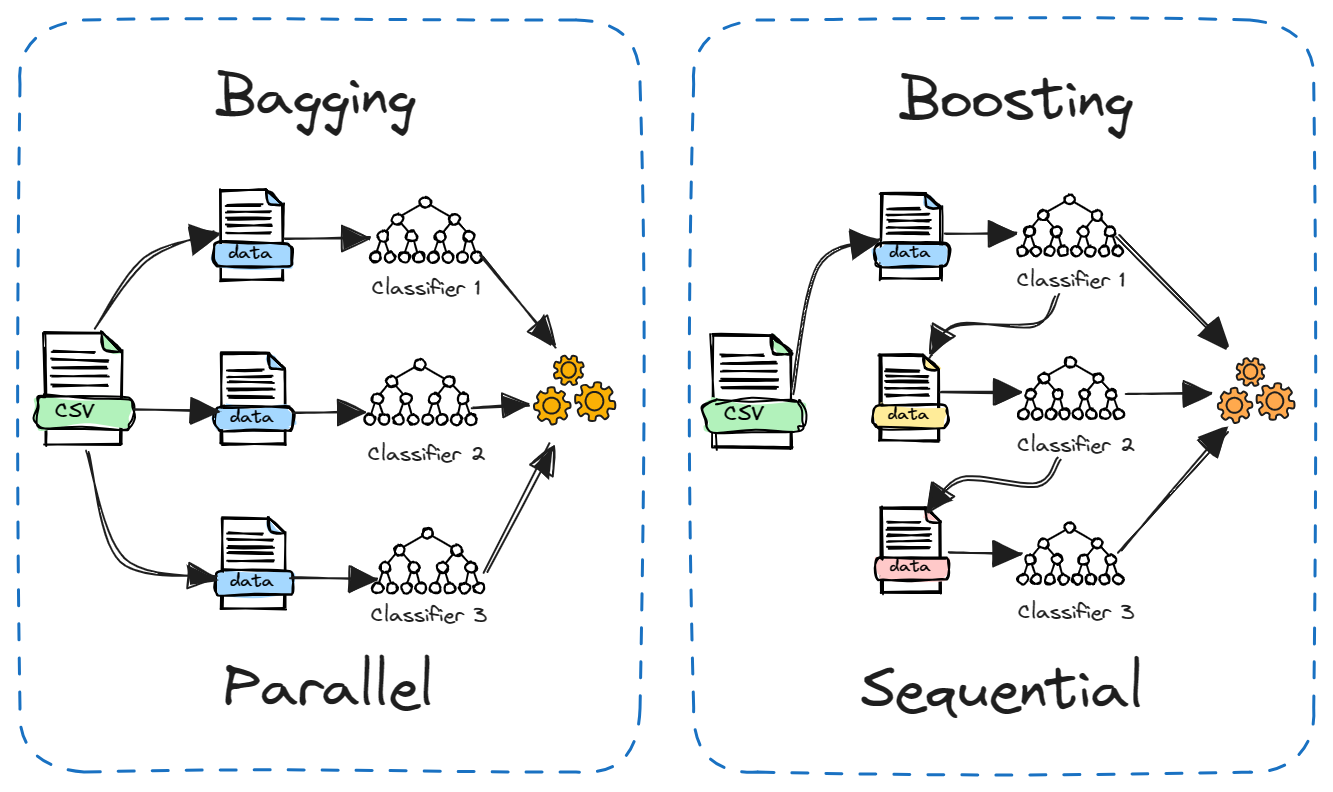 Bagging
data
Classifier 1
CSV
data
Classifier 2
data
Classifier 3
Parallel
Boosting
data
Classifier 1
CSV
data
Classifier 2
data
Classifier 3
Sequential